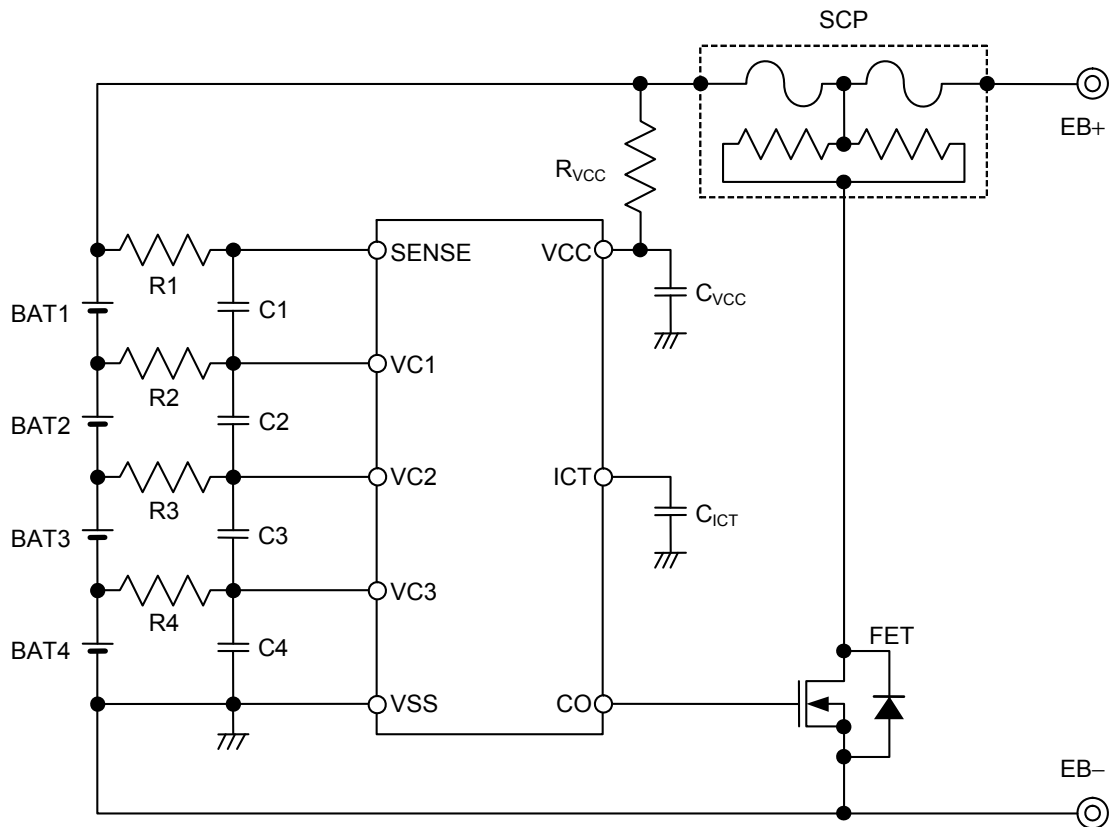 SCP
EB+
RVCC
SENSE
VCC
R1
CVCC
BAT1
C1
VC1
R2
BAT2
C2
VC2
ICT
R3
CICT
BAT3
C3
VC3
R4
BAT4
C4
FET
VSS
CO
EB−